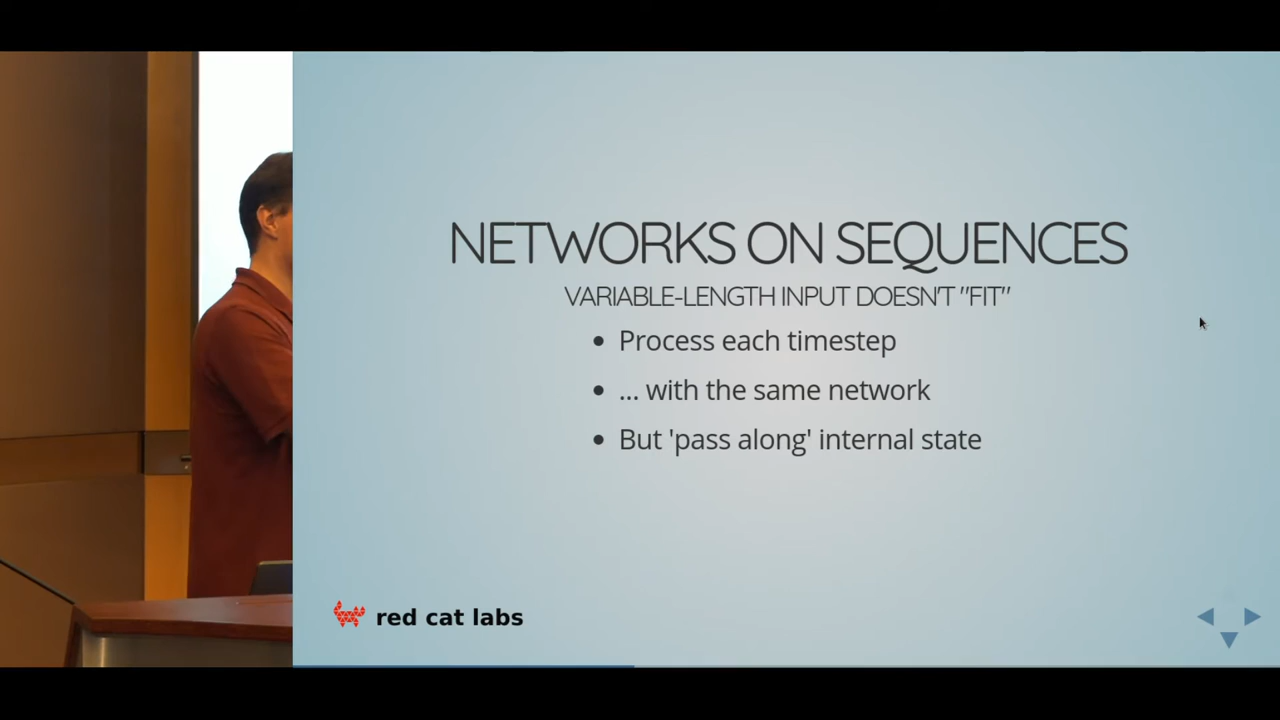 NETWORKS ON SEQUENCES
VARIABLE-LENGTH INPUT DOESN'T "FIT"
• Process each timestep
• ... with the same network
• But 'pass along' internal state
red cat labs